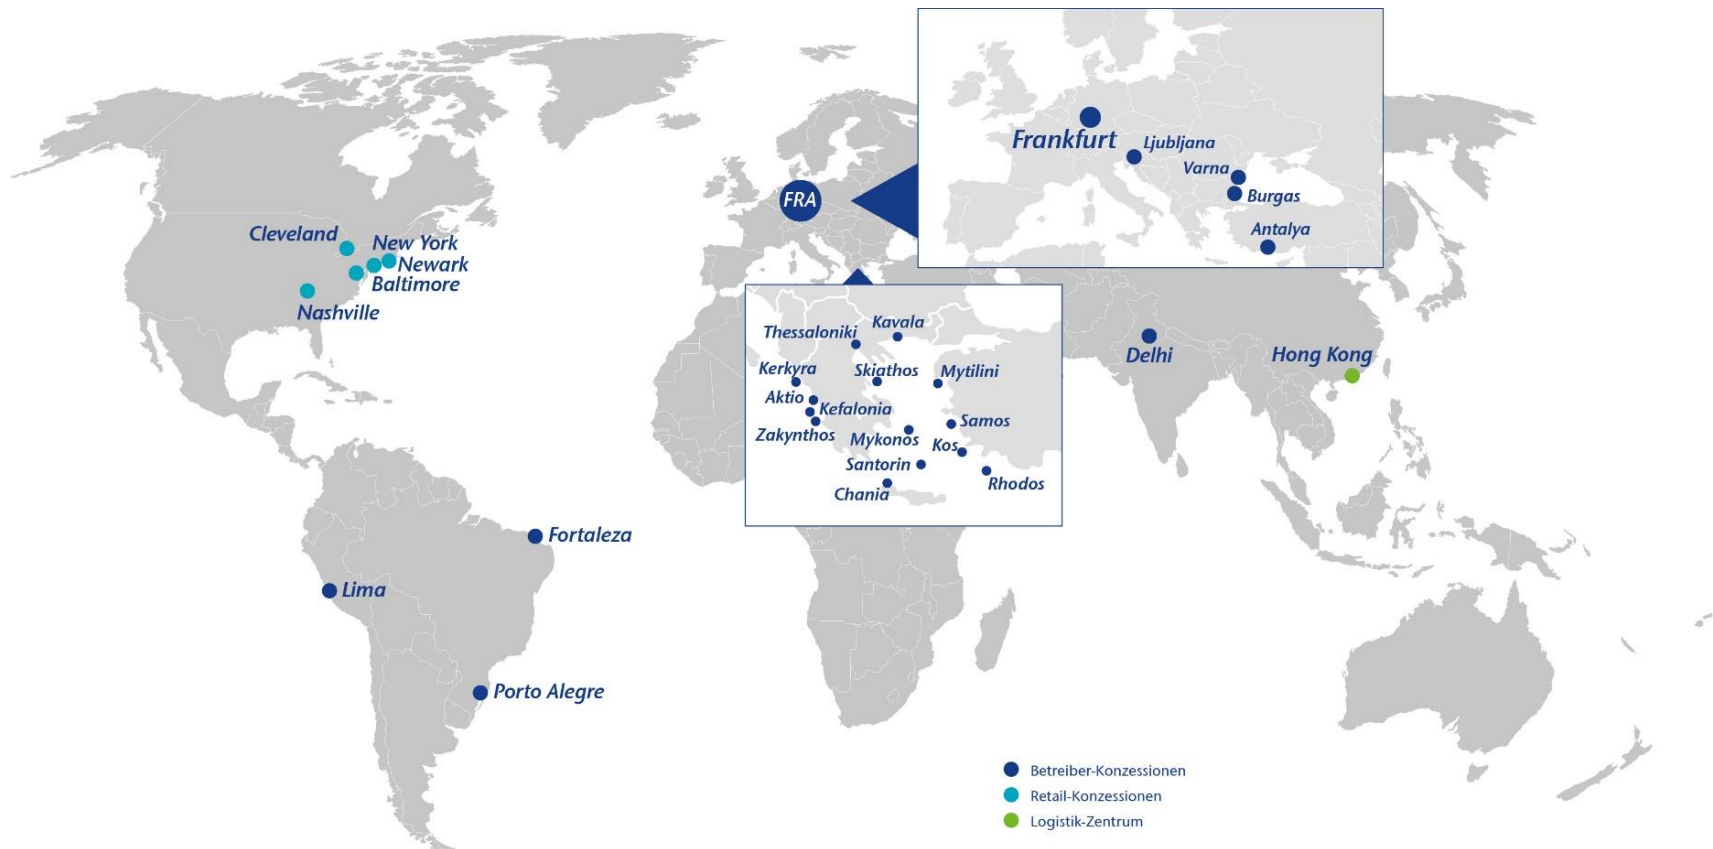 Frankfurt
Ljubljana
Varna
Burgas
Antalya
FRA
Cleveland
New York
Newark
Baltimore
Nashville
Thessaloniki
Kavala
Kerkyra
Skiathos
Mytilini
Aktio
Kefalonia
Zakynthos
Mykonos
Samos
Kos
Santorin
Rhodos
Chania
Delhi
Hong Kong
Fortaleza
Lima
Porto Alegre
Betreiber-Konzessionen
Retail-Konzessionen
Logistik-Zentrum